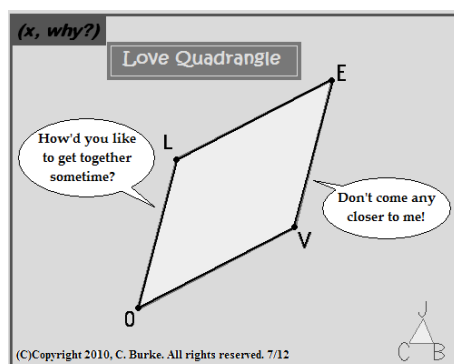 (x, why?)
Love Quadrangle
E
L
How'd you like
to get together
sometime?
Don't come any
closer to me!
V
O
J
C B
(C)Copyright 2010, C. Burke. All rights reserved. 7/12